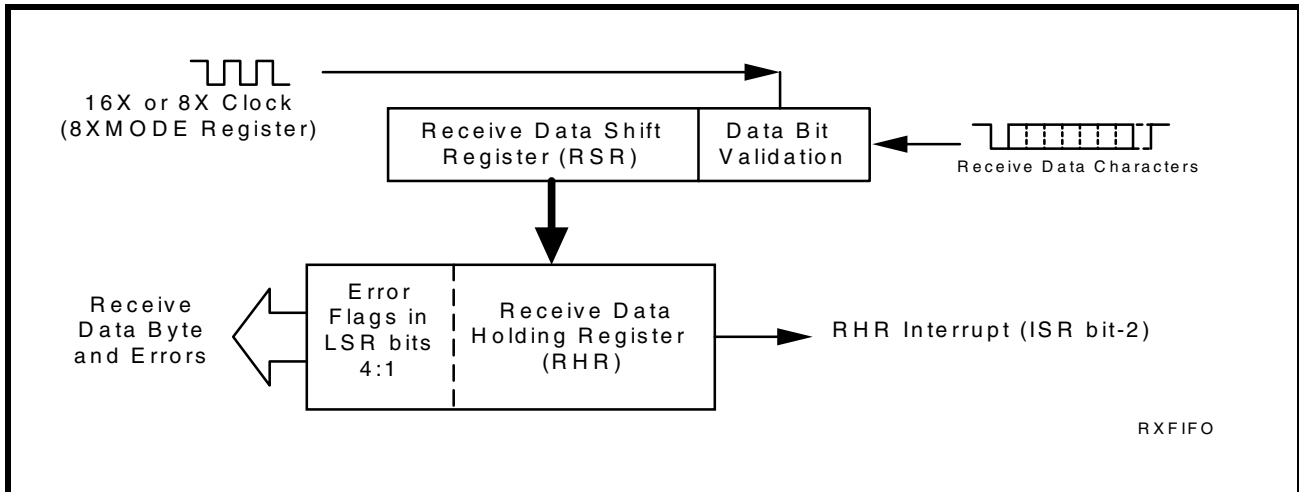 16X or 8X Clock
(8XMODE Register)
Receive Data Shift
Register (RSR)
Data Bit
Validation
Receive Data Characters
Receive
Data Byte
and Errors
Error
Flags in
LSR bits
4:1
Receive Data
Holding Register
(RHR)
RHR Interrupt (ISR bit-2)
RXFIFO